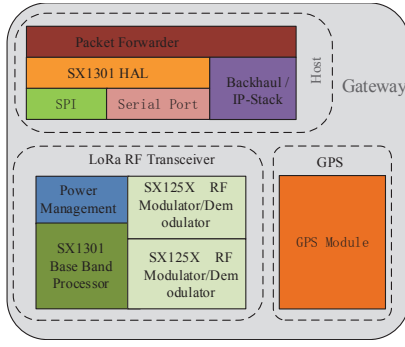 Packet Forwarder
SX1301 HAL
SPI
Serial Port
Backhaul /
IP-Stack
Host
Gateway
LoRa RF Transceiver
Power
Management
SX1301
Base Band
Processor
SX125X RF
Modulator/Dem
odulator
SX125X RF
Modulator/Dem
odulator
GPS
GPS Module